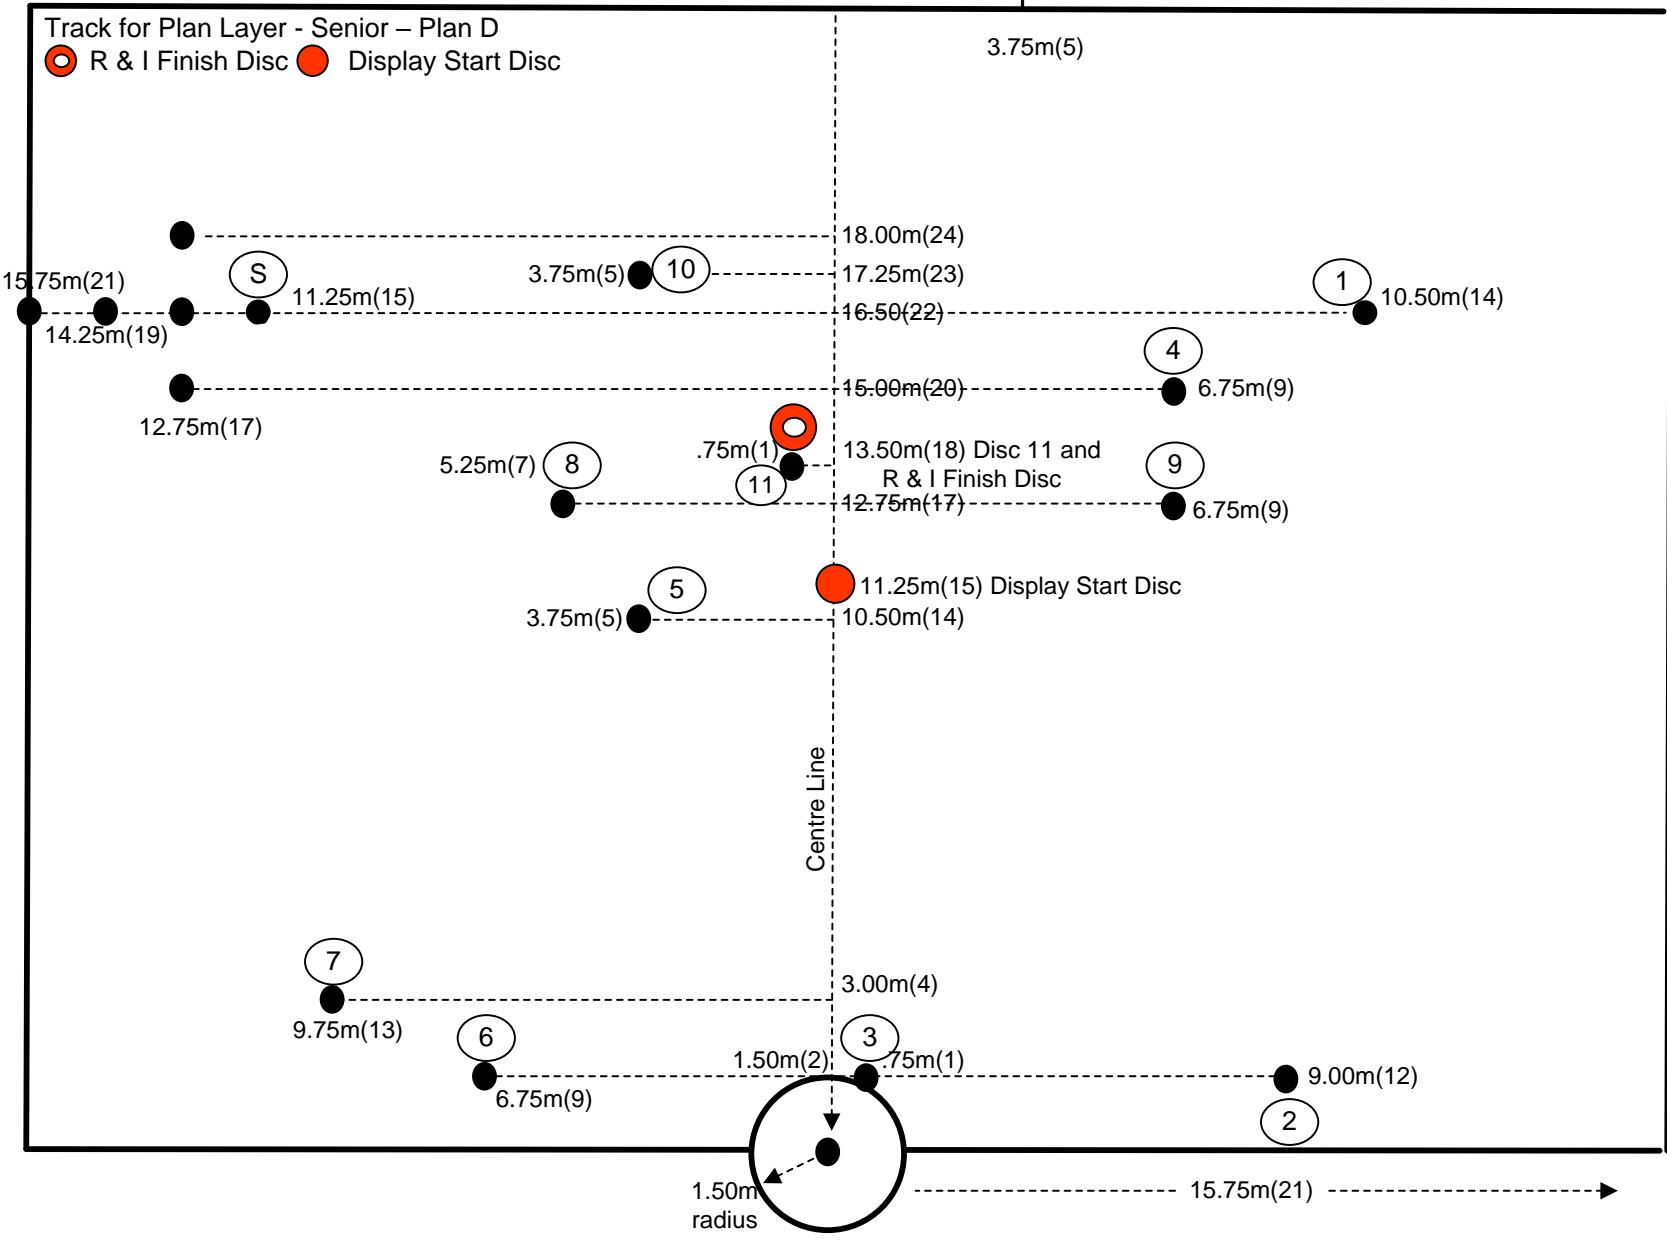 Track for Plan Layer - Senior – Plan D
R & I Finish Disc Display Start Disc
3.75m(5)
18.00m(24)
S
3.75m(5) 10
17.25m(23)
15.75m(21)
11.25m(15)
1
10.50m(14)
14.25m(19)
16.50(22)
4
15.00m(20)
6.75m(9)
12.75m(17)
.75m(1)
13.50m(18) Disc 11 and
R & I Finish Disc
5.25m(7) 8
9
11
12.75m(17)
6.75m(9)
5
11.25m(15) Display Start Disc
3.75m(5)
10.50m(14)
Centre Line
7
3.00m(4)
9.75m(13)
6
3
1.50m(2)
.75m(1)
9.00m(12)
6.75m(9)
2
1.50m
radius
15.75m(21)